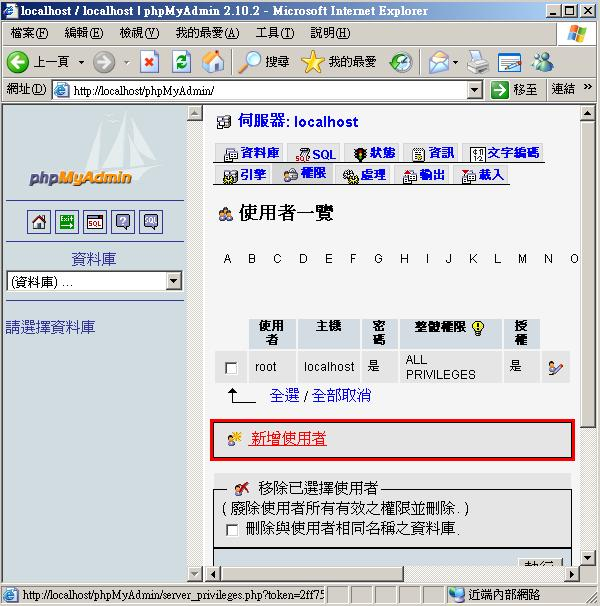 localhost / localhost | phpMyAdmin 2.10.2 - Microsoft Internet Explorer
檔案(F) 編輯(E) 檢視(V) 我的最愛(A) 工具(T) 說明(H)
上一頁 搜尋 我的最愛
網址(D) http://localhost/phpMyAdmin/ 移至 連結 »
phpMyAdmin
Exit SQL ? SQL
資料庫
(資料庫) ...
請選擇資料庫
伺服器: localhost
資料庫 SQL 狀態 資訊 文字編碼
引擎 權限 處理 輸出 載入
使用者一覽
A B C D E F G H I J K L M N O
使用者 主機 密碼 整體權限 授權
root localhost 是 ALL PRIVILEGES 是
全選 / 全部取消
新增使用者
移除已選擇使用者
( 廢除使用者所有有效之權限並刪除. )
刪除與使用者相同名稱之資料庫.
執行
http://localhost/phpMyAdmin/server_privileges.php?token=2ff75 近端內部網路